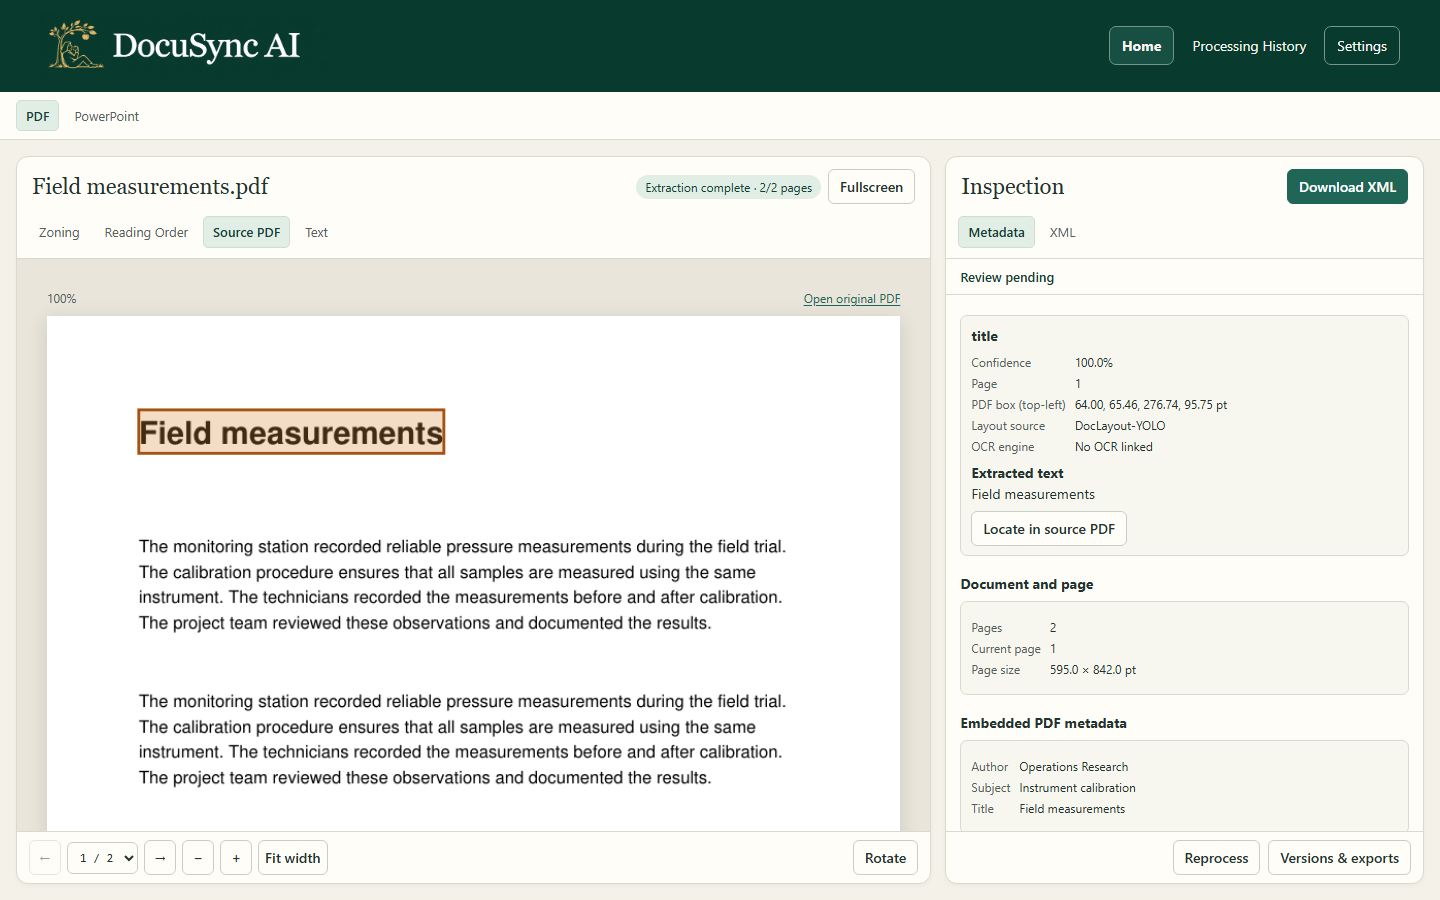 DocuSync AI
Home
Processing History
Settings
PDF
PowerPoint
Field measurements.pdf
Extraction complete · 2/2 pages
Fullscreen
Zoning
Reading Order
Source PDF
Text
100%
Open original PDF
Field measurements
The monitoring station recorded reliable pressure measurements during the field trial.
The calibration procedure ensures that all samples are measured using the same
instrument. The technicians recorded the measurements before and after calibration.
The project team reviewed these observations and documented the results.
The monitoring station recorded reliable pressure measurements during the field trial.
The calibration procedure ensures that all samples are measured using the same
instrument. The technicians recorded the measurements before and after calibration.
The project team reviewed these observations and documented the results.
← 1 / 2 → − + Fit width
Rotate
Inspection
Download XML
Metadata
XML
Review pending
title
Confidence 100.0%
Page 1
PDF box (top-left) 64.00, 65.46, 276.74, 95.75 pt
Layout source DocLayout-YOLO
OCR engine No OCR linked
Extracted text
Field measurements
Locate in source PDF
Document and page
Pages 2
Current page 1
Page size 595.0 × 842.0 pt
Embedded PDF metadata
Author Operations Research
Subject Instrument calibration
Title Field measurements
Reprocess
Versions & exports